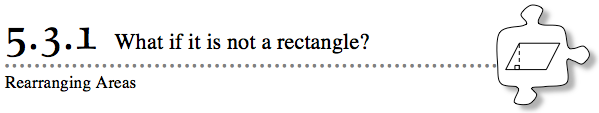 5.3.1 What if it is not a rectangle?
Rearranging Areas